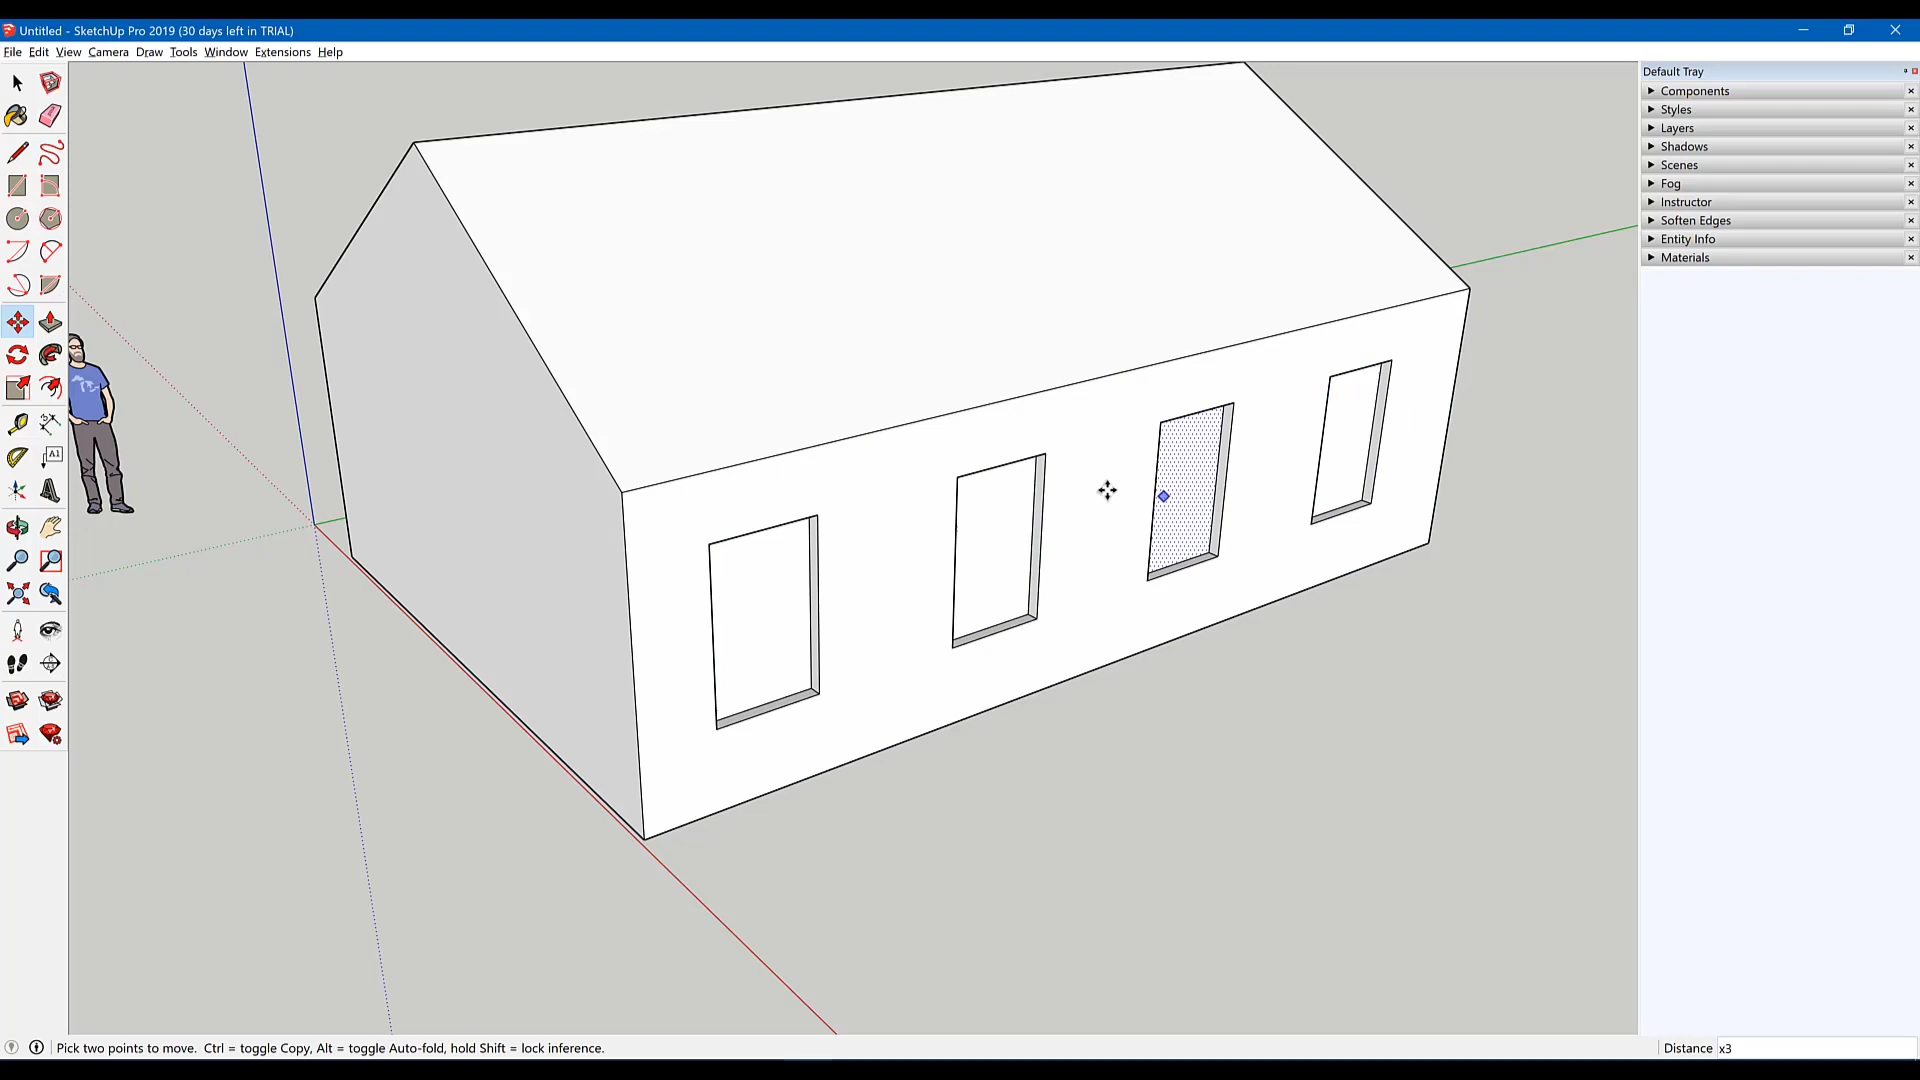 Untitled - SketchUp Pro 2019 (30 days left in TRIAL)
File Edit View Camera Draw Tools Window Extensions Help
Default Tray
Components
Styles
Layers
Shadows
Scenes
Fog
Instructor
Soften Edges
Entity Info
Materials
A1
Pick two points to move. Ctrl = toggle Copy, Alt = toggle Auto-fold, hold Shift = lock inference.
Distance x3